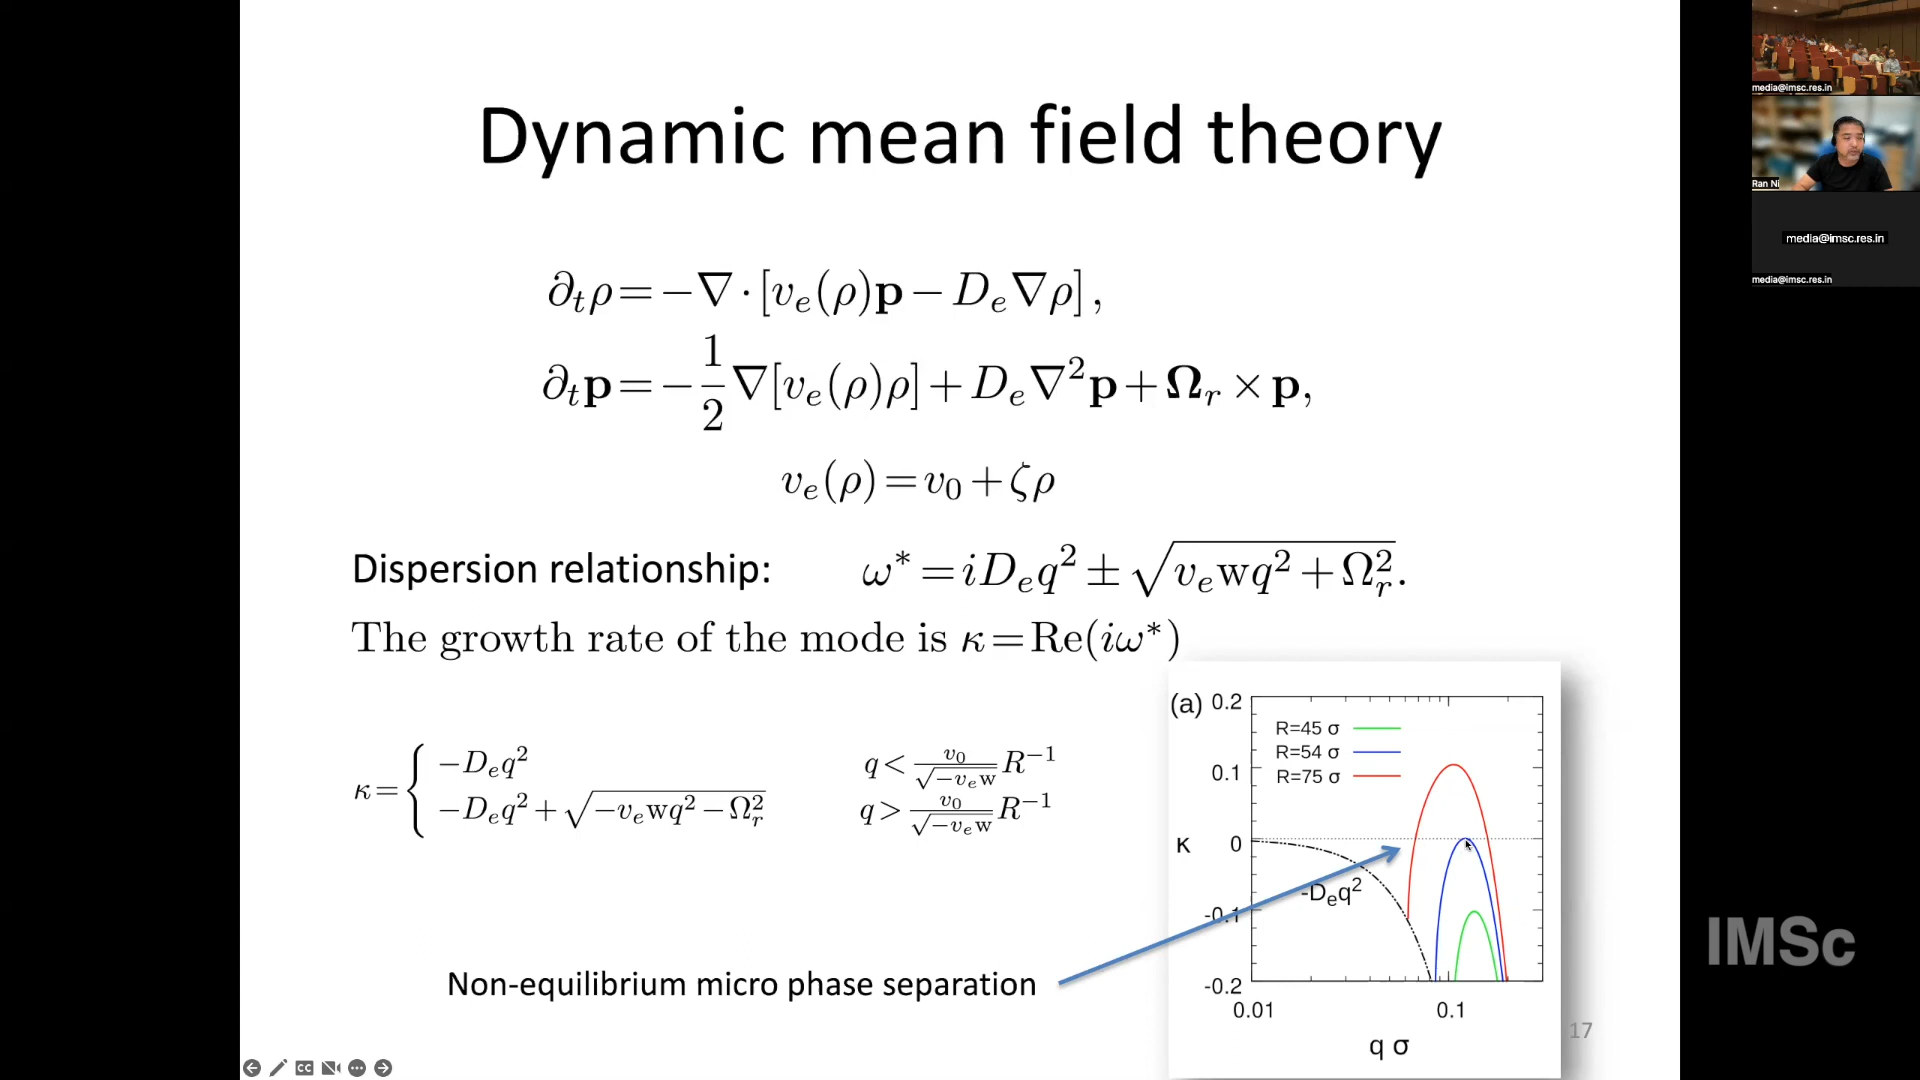 Dynamic mean field theory
∂ₜρ = −∇ · [vₑ(ρ)𝐩 − Dₑ∇ρ],
∂ₜ𝐩 = −1/2 ∇[vₑ(ρ)ρ] + Dₑ∇²𝐩 + 𝛀ᵣ × 𝐩,
vₑ(ρ) = v₀ + ζρ
Dispersion relationship: ω* = iDₑq² ± √(vₑwq² + Ωᵣ²).
The growth rate of the mode is κ = Re(iω*)
κ = { −Dₑq² q < v₀/√(−vₑw) R⁻¹
−Dₑq² + √(−vₑwq² − Ωᵣ²) q > v₀/√(−vₑw) R⁻¹
Non-equilibrium micro phase separation
(a)
0.2
0.1
0
-0.1
-0.2
κ
R=45 σ
R=54 σ
R=75 σ
-Dₑq²
0.01 0.1
q σ
17
CC
media@imsc.res.in
Ran Ni
media@imsc.res.in
media@imsc.res.in
IMSc